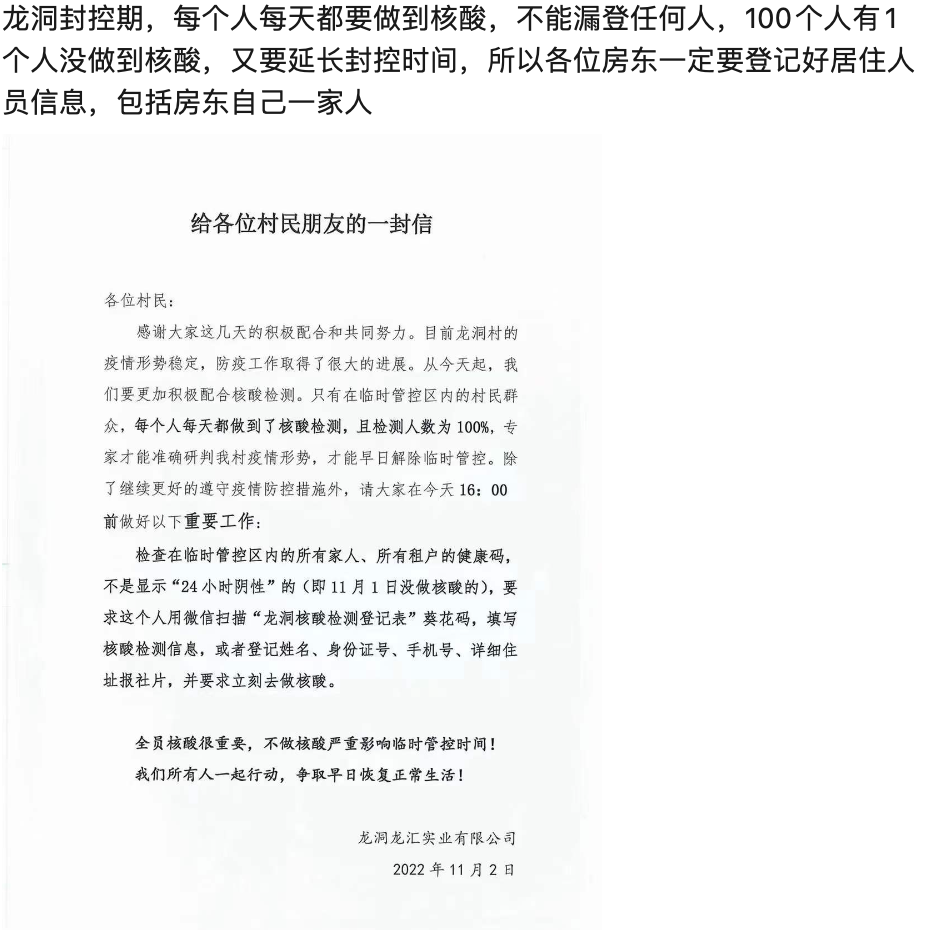 龙洞封控期，每个人每天都要做到核酸，不能漏登任何人，100个人有1
个人没做到核酸，又要延长封控时间，所以各位房东一定要登记好居住人
员信息，包括房东自己一家人
给各位村民朋友的一封信
各位村民：
感谢大家这几天的积极配合和共同努力。目前龙洞村的
疫情形势稳定，防疫工作取得了很大的进展。从今天起，我
们要更加积极配合核酸检测。只有在临时管控区内的村民群
众，每个人每天都做到了核酸检测，且检测人数为 100%，专
家才能准确研判我村疫情形势，才能早日解除临时管控。除
了继续更好的遵守疫情防控措施外，请大家在今天 16：00
前做好以下重要工作：
检查在临时管控区内的所有家人、所有租户的健康码，
不是显示“24 小时阴性”的（即 11 月 1 日没做核酸的），要
求这个人用微信扫描“龙洞核酸检测登记表”葵花码，填写
核酸检测信息，或者登记姓名、身份证号、手机号、详细住
址报社片，并要求立刻去做核酸。
全员核酸很重要，不做核酸严重影响临时管控时间！
我们所有人一起行动，争取早日恢复正常生活！
龙洞龙汇实业有限公司
2022 年 11 月 2 日